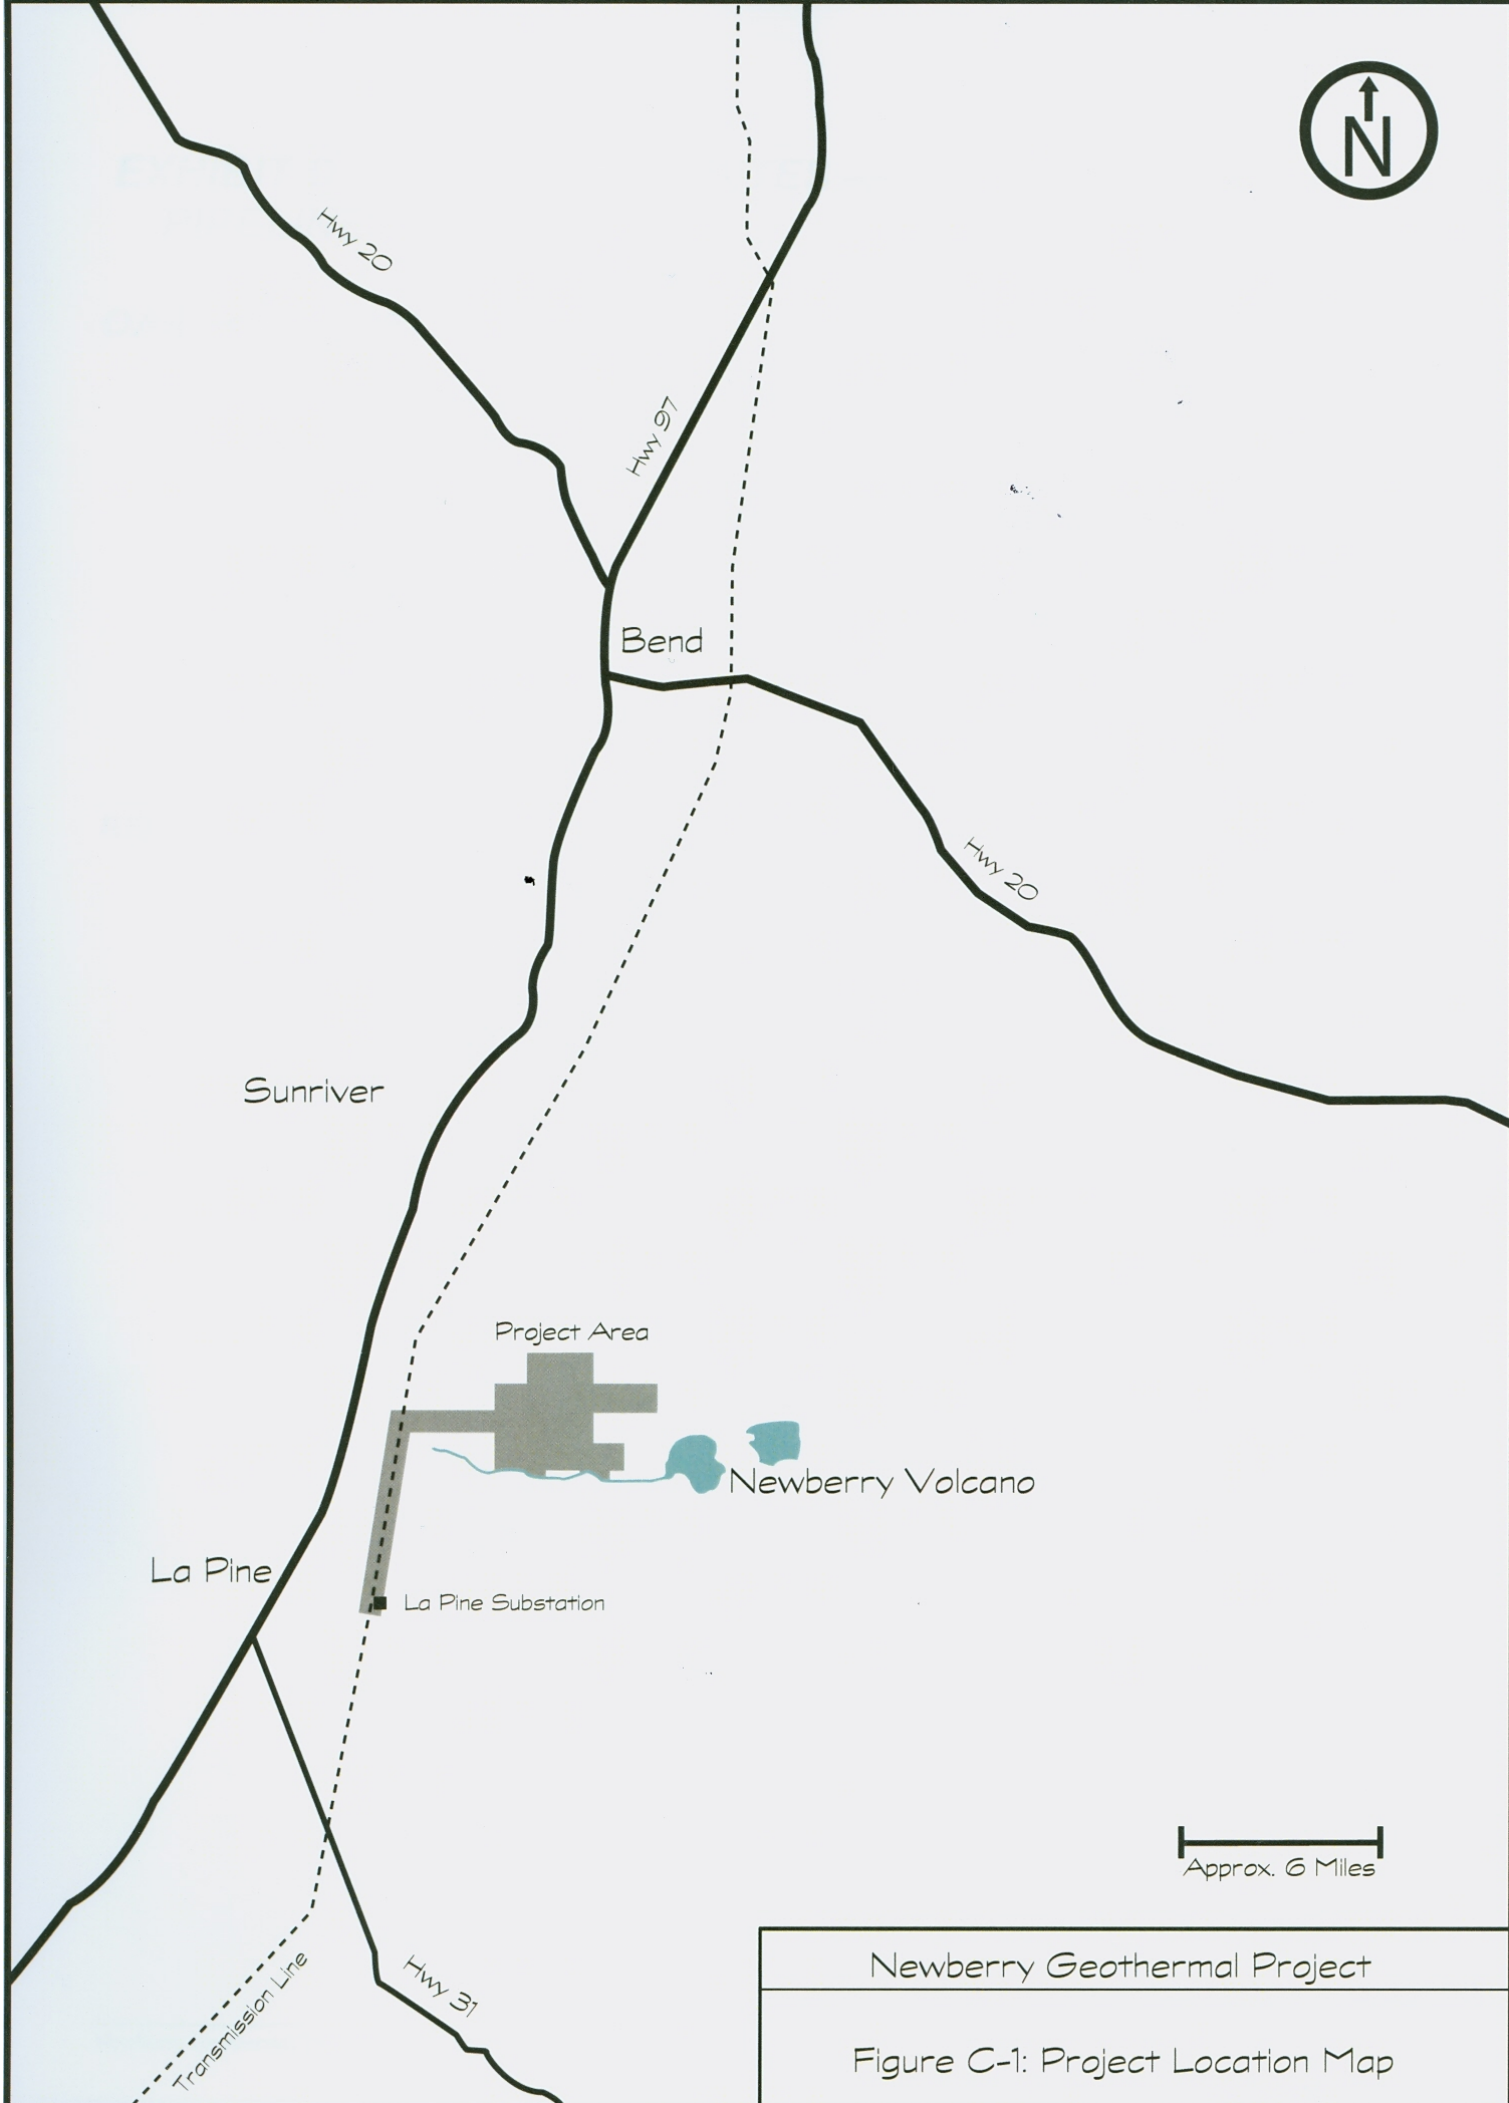 N
Hwy 20
Hwy 97
Bend
Hwy 20
Sunriver
Project Area
Newberry Volcano
La Pine
La Pine Substation
Approx. 6 Miles
Transmission Line
Hwy 31
Newberry Geothermal Project
Figure C-1: Project Location Map